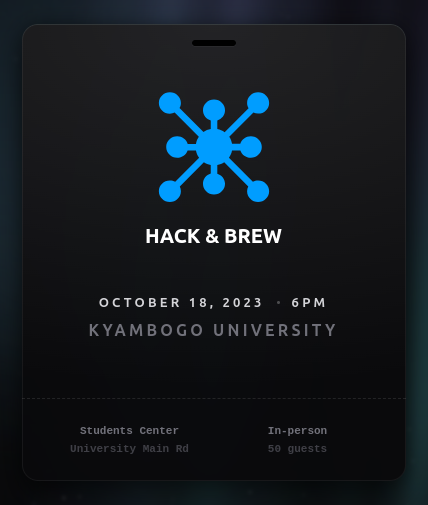 HACK & BREW
OCTOBER 18, 2023 • 6PM
KYAMBOGO UNIVERSITY
Students Center In-person
University Main Rd 50 guests